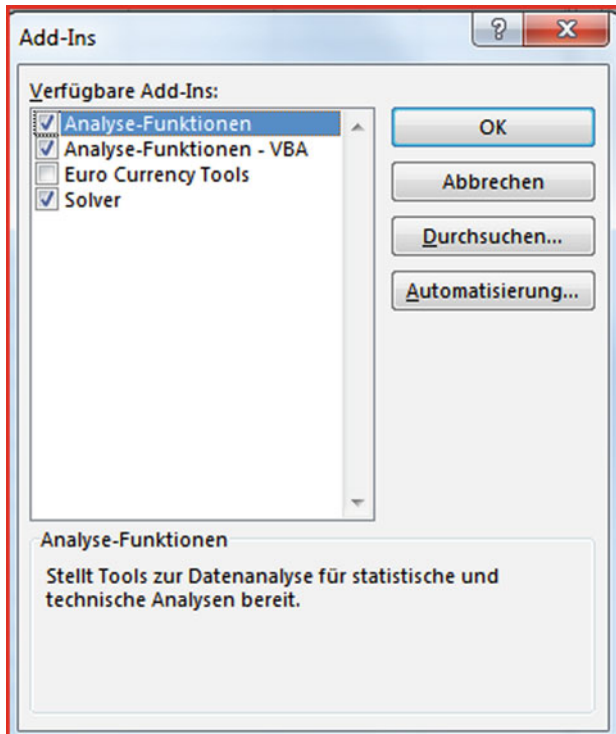 Add-Ins
?
Verfügbare Add-Ins:
Analyse-Funktionen
Analyse-Funktionen - VBA
Euro Currency Tools
Solver
OK
Abbrechen
Durchsuchen...
Automatisierung...
Analyse-Funktionen
Stellt Tools zur Datenanalyse für statistische und
technische Analysen bereit.